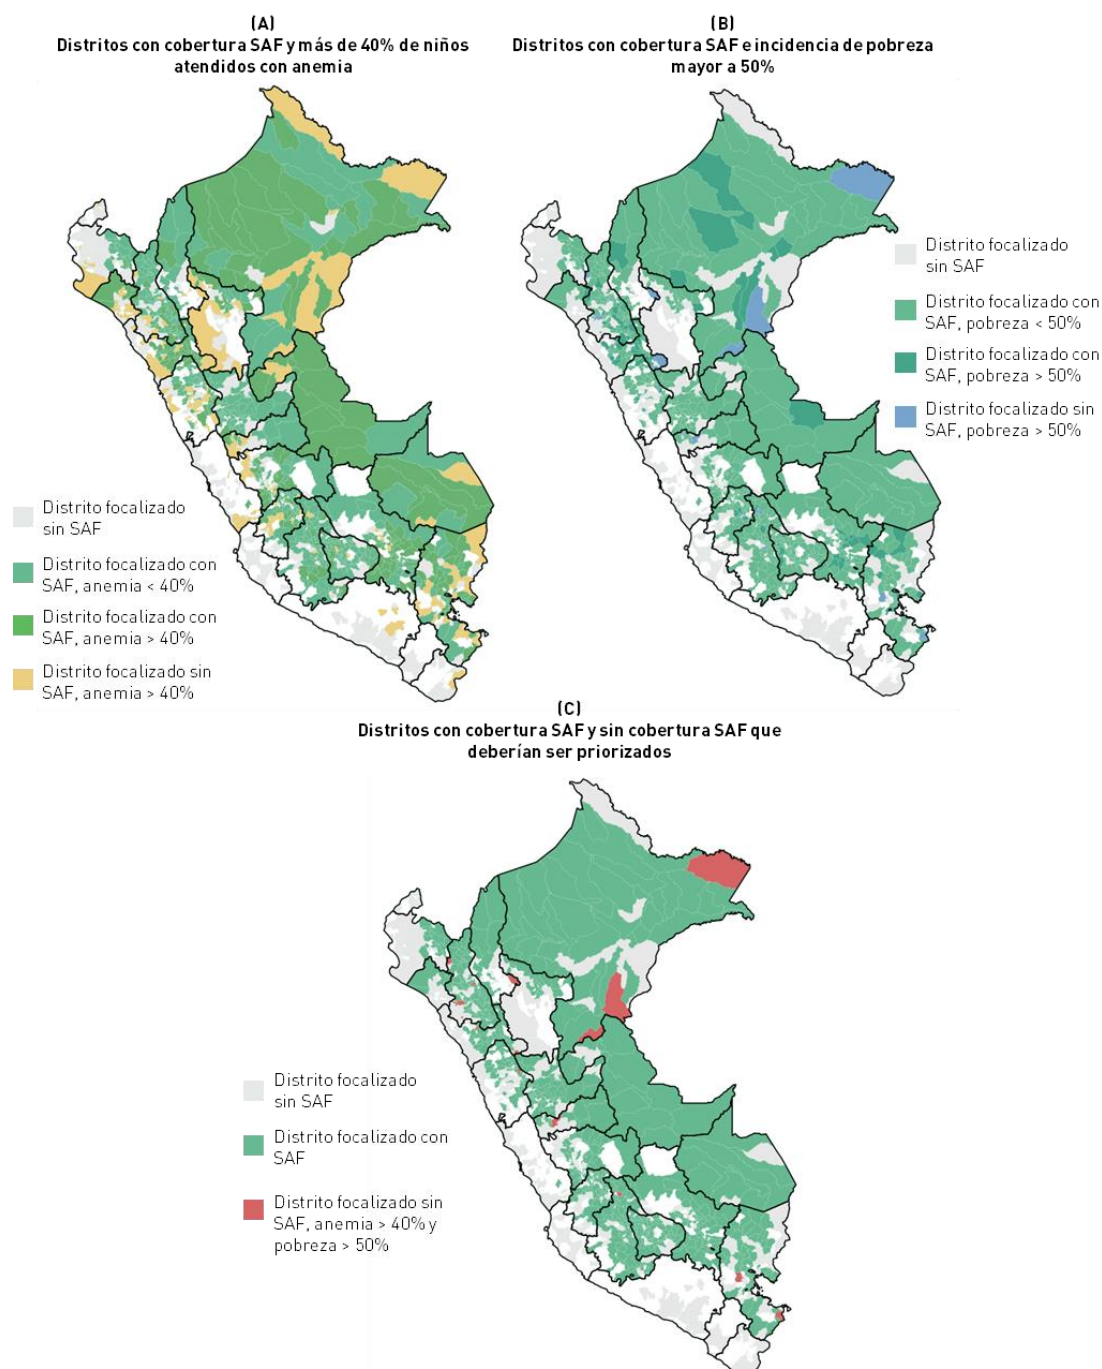 (A)
Distritos con cobertura SAF y más de 40% de niños
atendidos con anemia
(B)
Distritos con cobertura SAF e incidencia de pobreza
mayor a 50%
Distrito focalizado
sin SAF
Distrito focalizado con
SAF, pobreza < 50%
Distrito focalizado con
SAF, pobreza > 50%
Distrito focalizado sin
SAF, pobreza > 50%
Distrito focalizado
sin SAF
Distrito focalizado con
SAF, anemia < 40%
Distrito focalizado con
SAF, anemia > 40%
Distrito focalizado sin
SAF, anemia > 40%
(C)
Distritos con cobertura SAF y sin cobertura SAF que
deberían ser priorizados
Distrito focalizado
sin SAF
Distrito focalizado con
SAF
Distrito focalizado sin
SAF, anemia > 40% y
pobreza > 50%